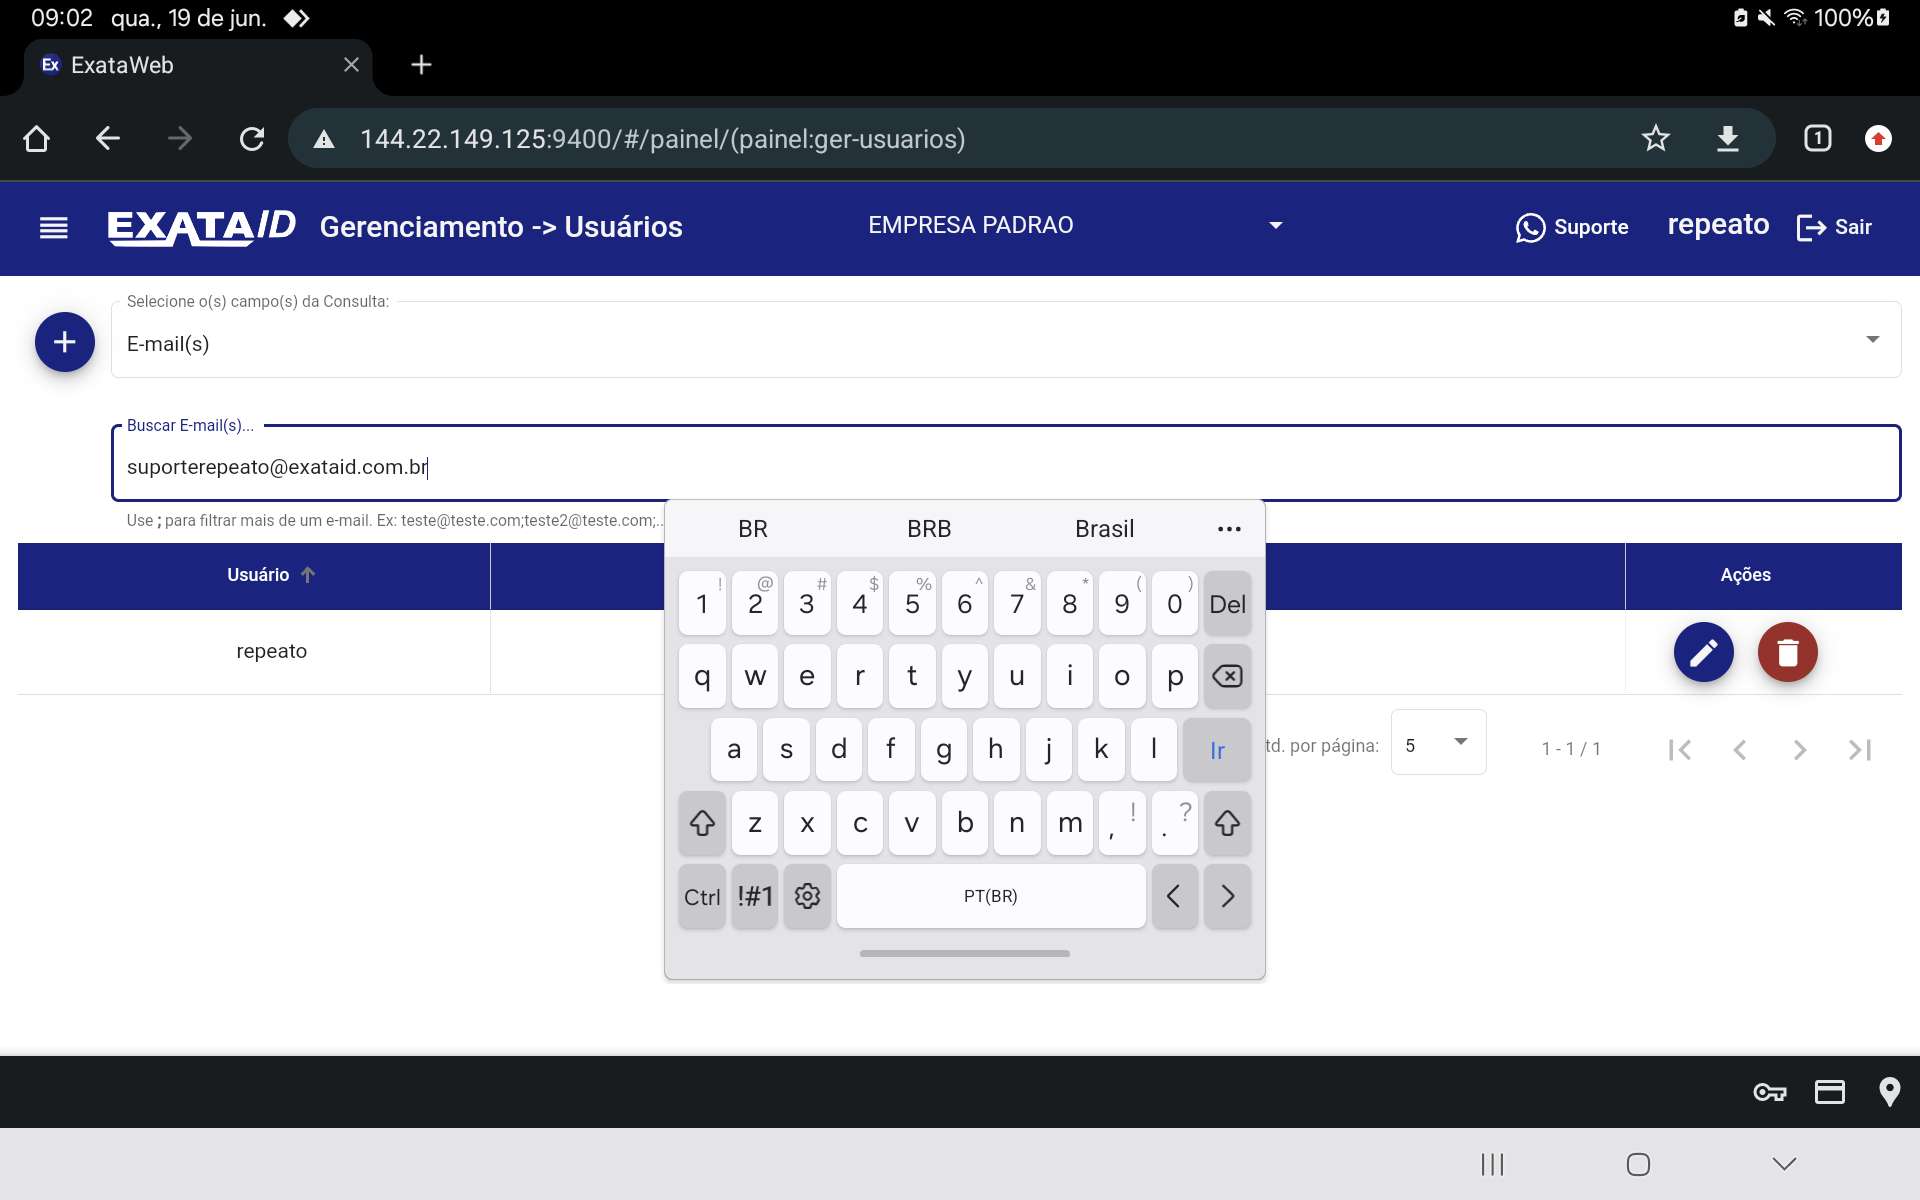 09:02 qua., 19 de jun. 100%
Ex ExataWeb
144.22.149.125:9400/#/painel/(painel:ger-usuarios) 1
EXATA/D Gerenciamento -> Usuários EMPRESA PADRAO Suporte repeato Sair
Selecione o(s) campo(s) da Consulta:
E-mail(s)
Buscar E-mail(s)...
suporterepeato@exataid.com.br
Use ; para filtrar mais de um e-mail. Ex: teste@teste.com;teste2@teste.com;..
BR BRB Brasil ...
Usuário Ações
! @ # $ % ^ & * ( )
1 2 3 4 5 6 7 8 9 0 Del
repeato
q w e r t y u i o p
a s d f g h j k l Ir
td. por página: 5 1 - 1 / 1
z x c v b n m , ! . ?
Ctrl !#1 PT(BR) < >